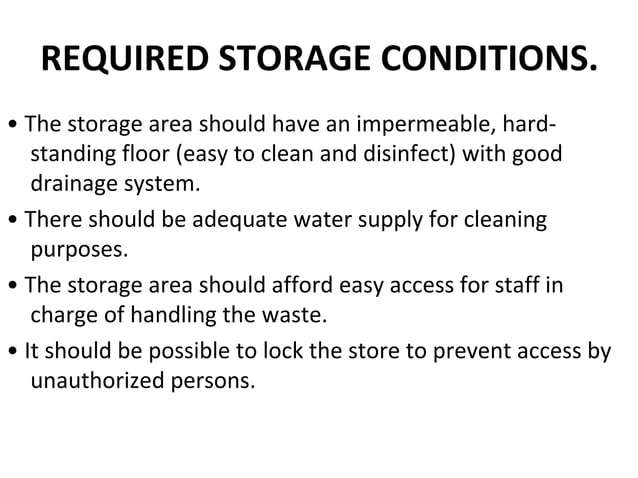 REQUIRED STORAGE CONDITIONS.
• The storage area should have an impermeable, hard-
standing floor (easy to clean and disinfect) with good
drainage system.
• There should be adequate water supply for cleaning
purposes.
• The storage area should afford easy access for staff in
charge of handling the waste.
• It should be possible to lock the store to prevent access by
unauthorized persons.